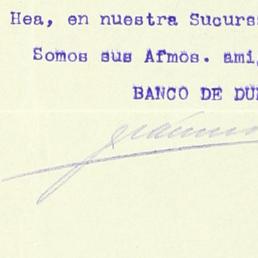 Hea, en nuestra Sucurs
Somos sus Afmos. ami
BANCO DE DU